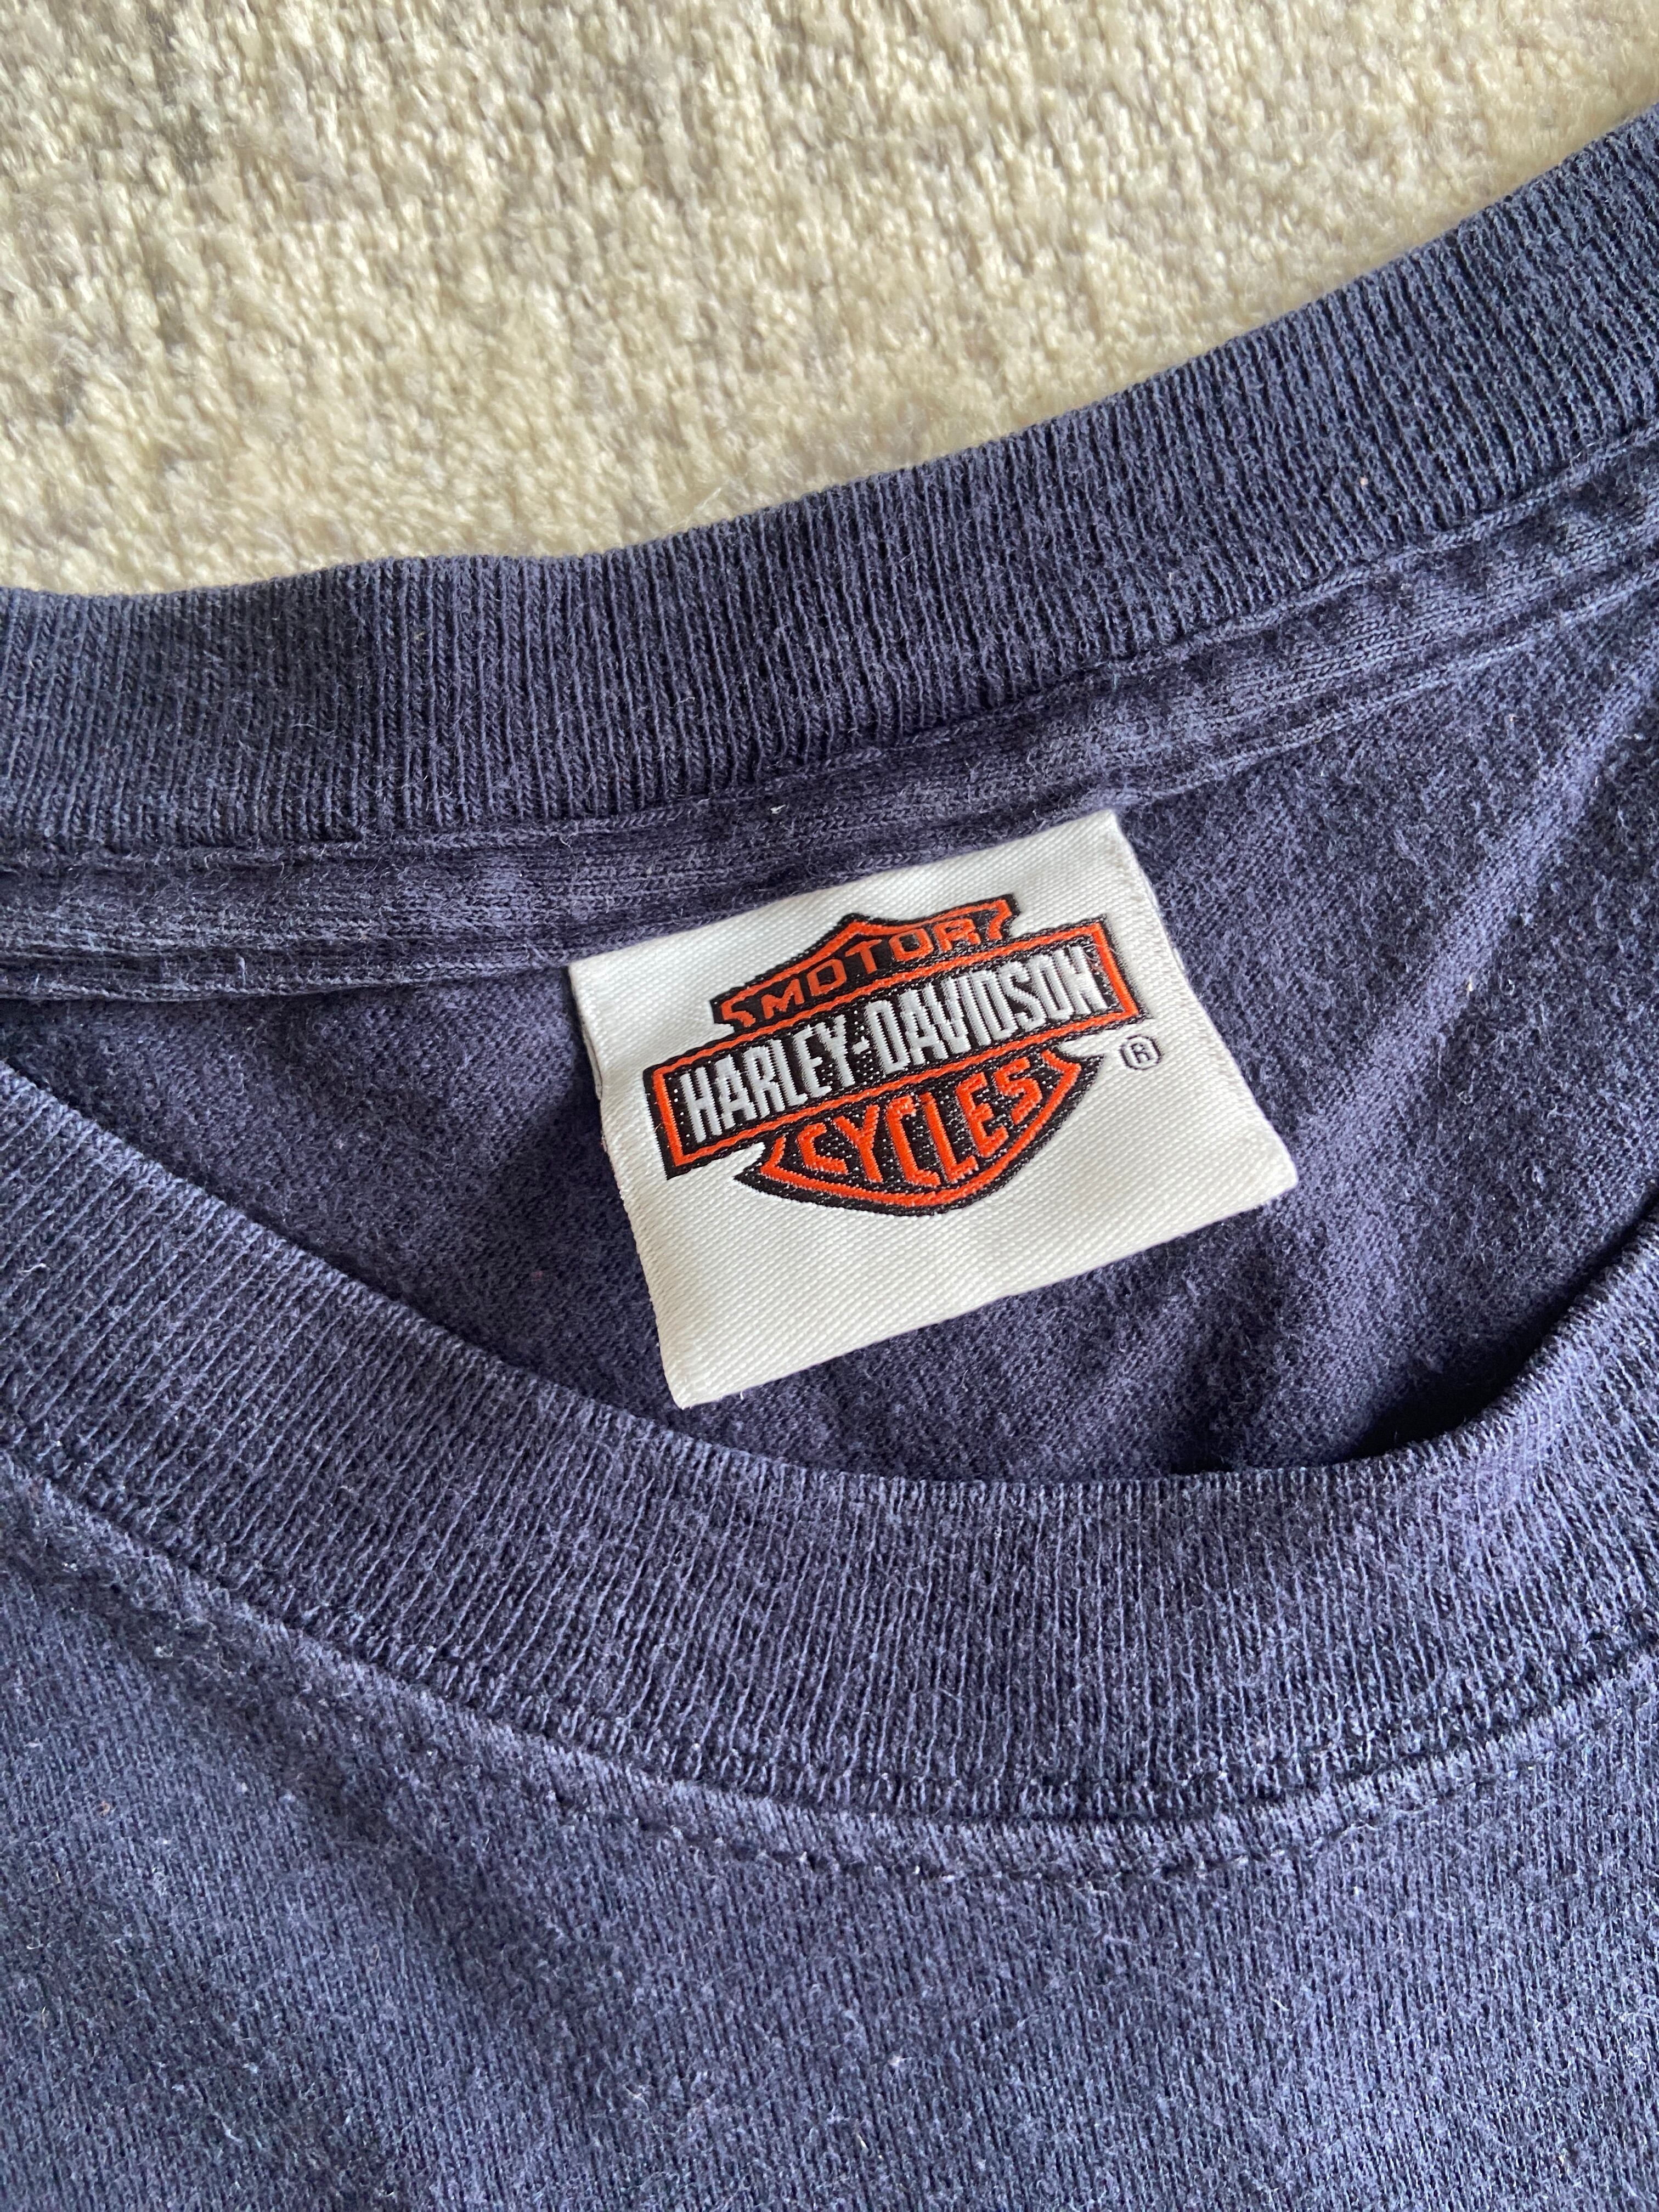 MOTOR
HARLEY-DAVIDSON
CYCLES
®